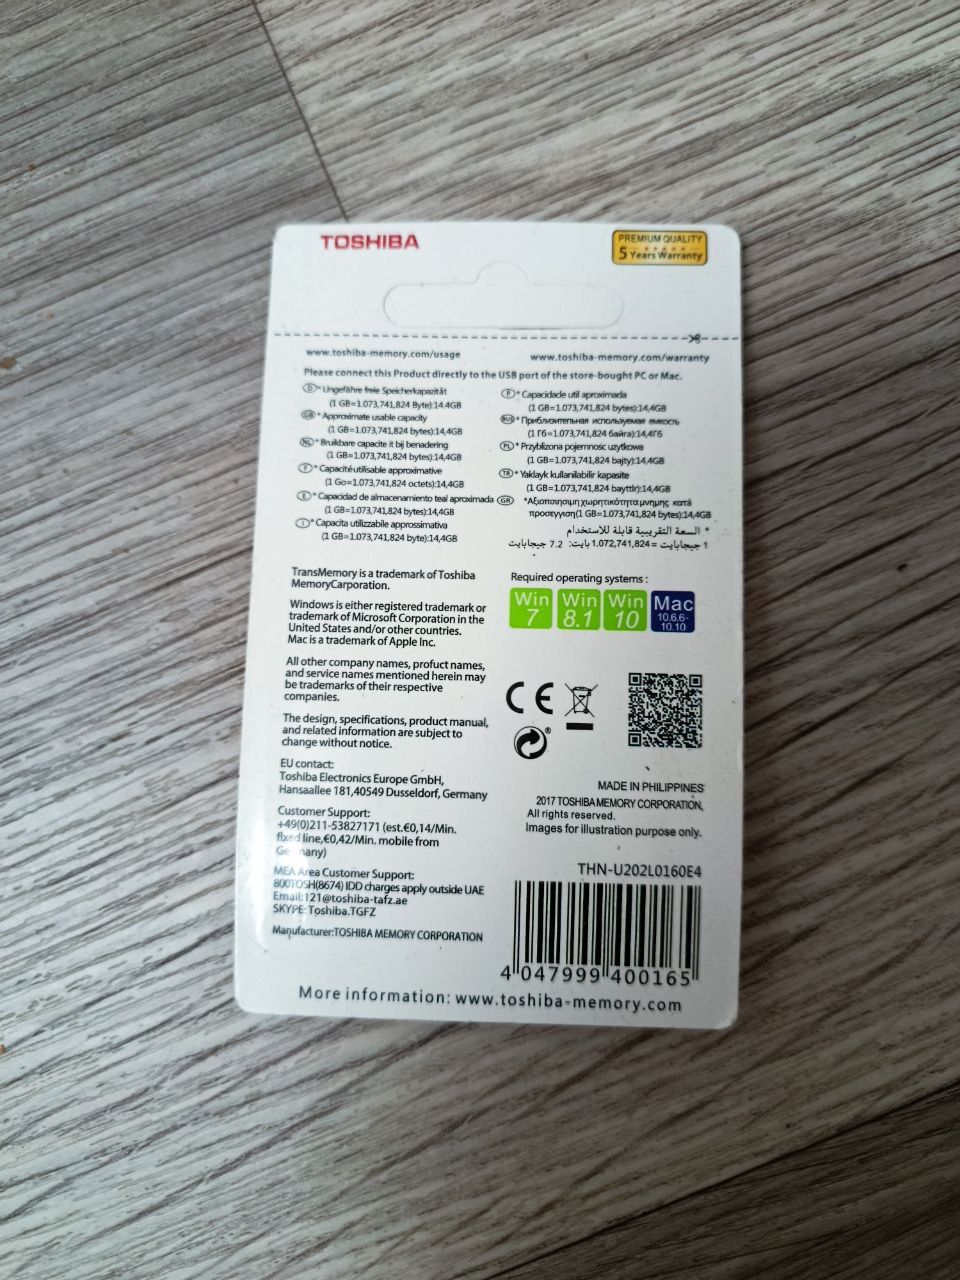 TOSHIBA
PREMIUM QUALITY
5 Years Warranty
www.toshiba-memory.com/usage
www.toshiba-memory.com/warranty
Please connect this Product directly to the USB port of the store-bought PC or Mac.
D * Ungefähre freie Speicherkapazität
(1 GB=1.073,741,824 Byte):14.4GB
GB * Approximate usable capacity
(1 GB=1.073,741,824 bytes):14,4GB
NL * Bruikbare capacite it bij benadering
(1 GB=1.073,741,824 bytes):14,4GB
F * Capacité utilisable approximative
(1 Go=1.073,741,824 octets):14,4GB
E * Capacidad de almacenamiento teal aproximada
(1 GB=1.073,741,824 bytes):14,4GB
I * Capacita utilizzabile approssimativa
(1 GB=1.073,741,824 byte):14,4GB
P * Capacidade util aproximada
(1 GB=1.073,741,824 bytes):14,4GB
RUS * Приблизительная используемая емкость
(1 Гб=1.073,741,824 байга):14,4Гб
PL * Przyblizona pojemnosc uzytkowa
(1 GB=1.073,741,824 bajty):14,4GB
TR * Yaklayk kullanilabilir kapasite
(1 GB=1.073,741,824 bayttlr):14,4GB
GR *Αξιοποιησιμη χωρητικότητα μνημης κατά
προσεγγιση(1 GB=1.073,741,824 bytes):14,4GB
* السعة التقريبية قابلة للاستخدام
1 جيجابايت = 1.072,741,824 بايت: 7.2 جيجابايت
TransMemory is a trademark of Toshiba
MemoryCarporation.
Windows is either registered trademark or
trademark of Microsoft Corporation in the
United States and/or other countries.
Mac is a trademark of Apple Inc.
All other company names, profuct names,
and service names mentioned herein may
be trademarks of their respective
companies.
The design, specifications, product manual,
and related information are subject to
change without notice.
EU contact:
Toshiba Electronics Europe GmbH,
Hansaallee 181,40549 Dusseldorf, Germany
Customer Support:
+49(0)211-53827171 (est.€0,14/Min.
fixed line,€0,42/Min. mobile from
Germany)
MEA Area Customer Support:
800TOSH(8674) IDD charges apply outside UAE
Email:121@toshiba-tafz.ae
SKYPE:Toshiba.TGFZ
Manufacturer:TOSHIBA MEMORY CORPORATION
Required operating systems :
Win 7
Win 8.1
Win 10
Mac 10.6.6-10.10
CE
MADE IN PHILIPPINES
2017 TOSHIBA MEMORY CORPORATION,
All rights reserved.
Images for illustration purpose only.
THN-U202L0160E4
4 047999 400165
More information: www.toshiba-memory.com